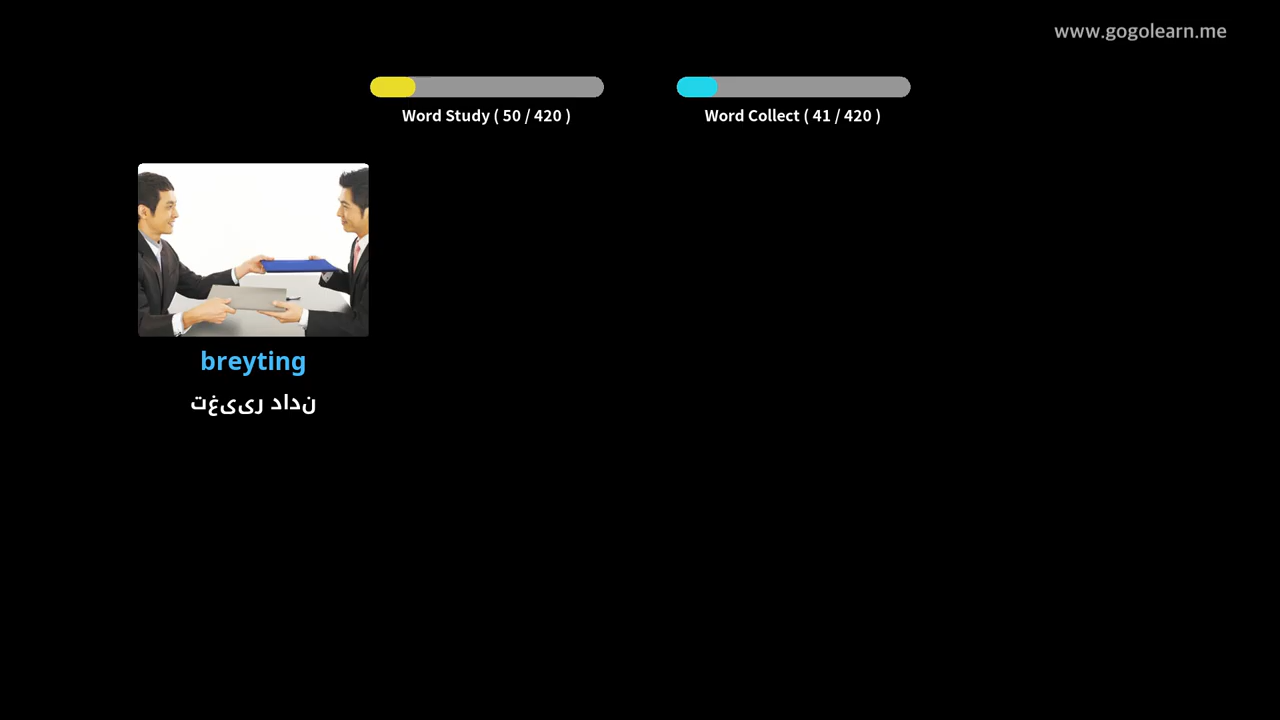 www.gogolearn.me
Word Study ( 50 / 420 )
Word Collect ( 41 / 420 )
breyting
تغییر دادن